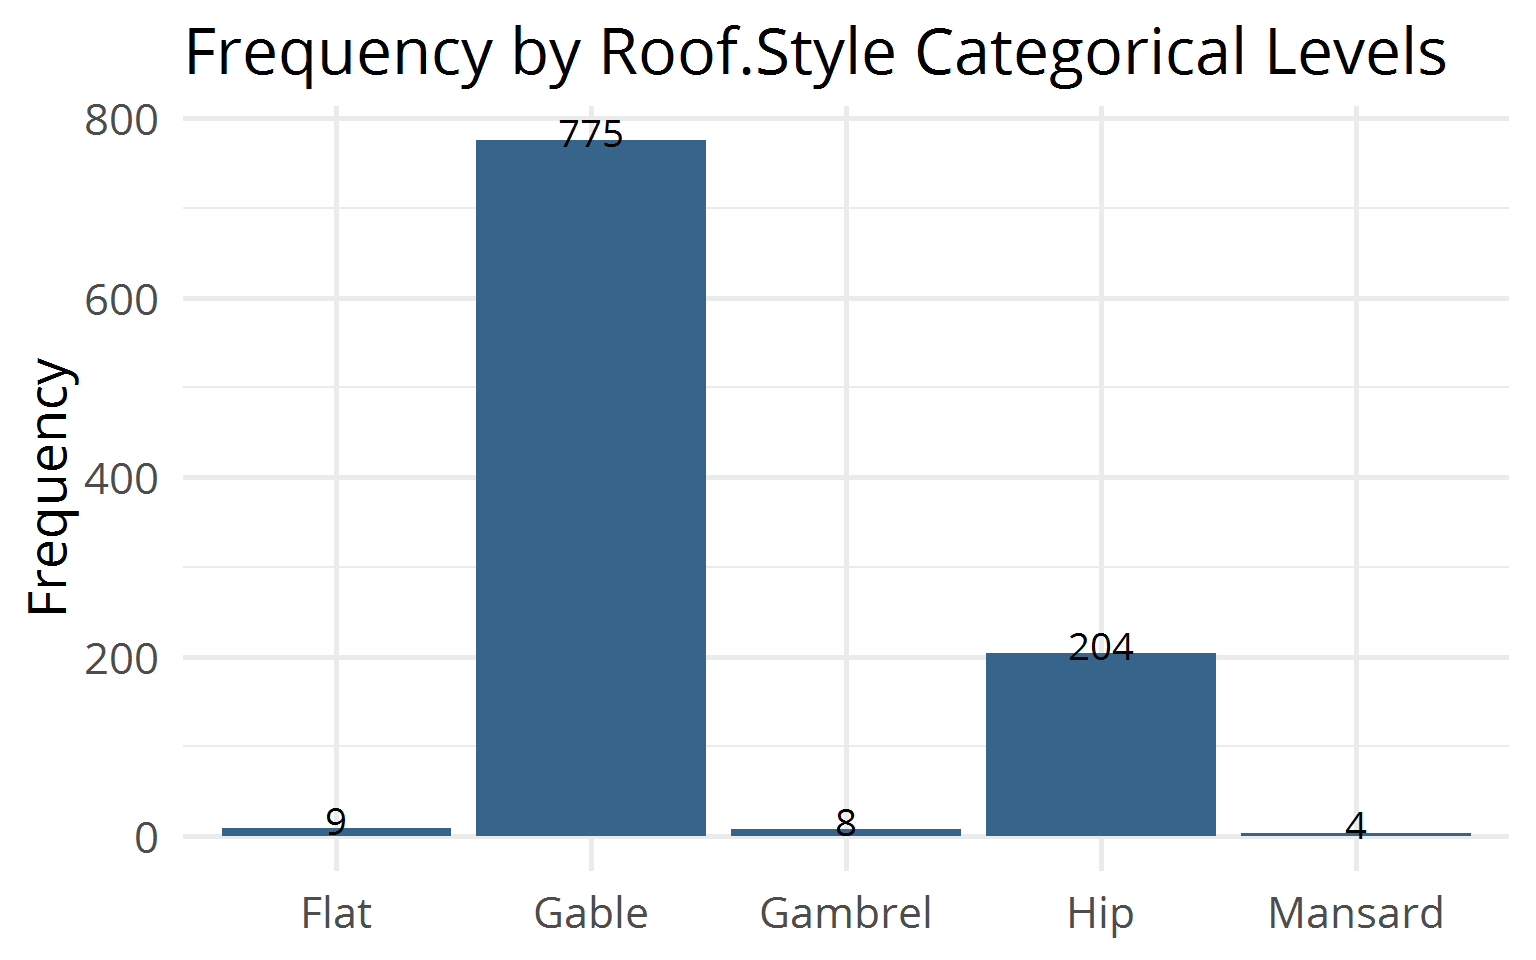 Frequency by Roof.Style Categorical Levels
Frequency
800
600
400
200
0
775
204
9
8
4
Flat
Gable
Gambrel
Hip
Mansard